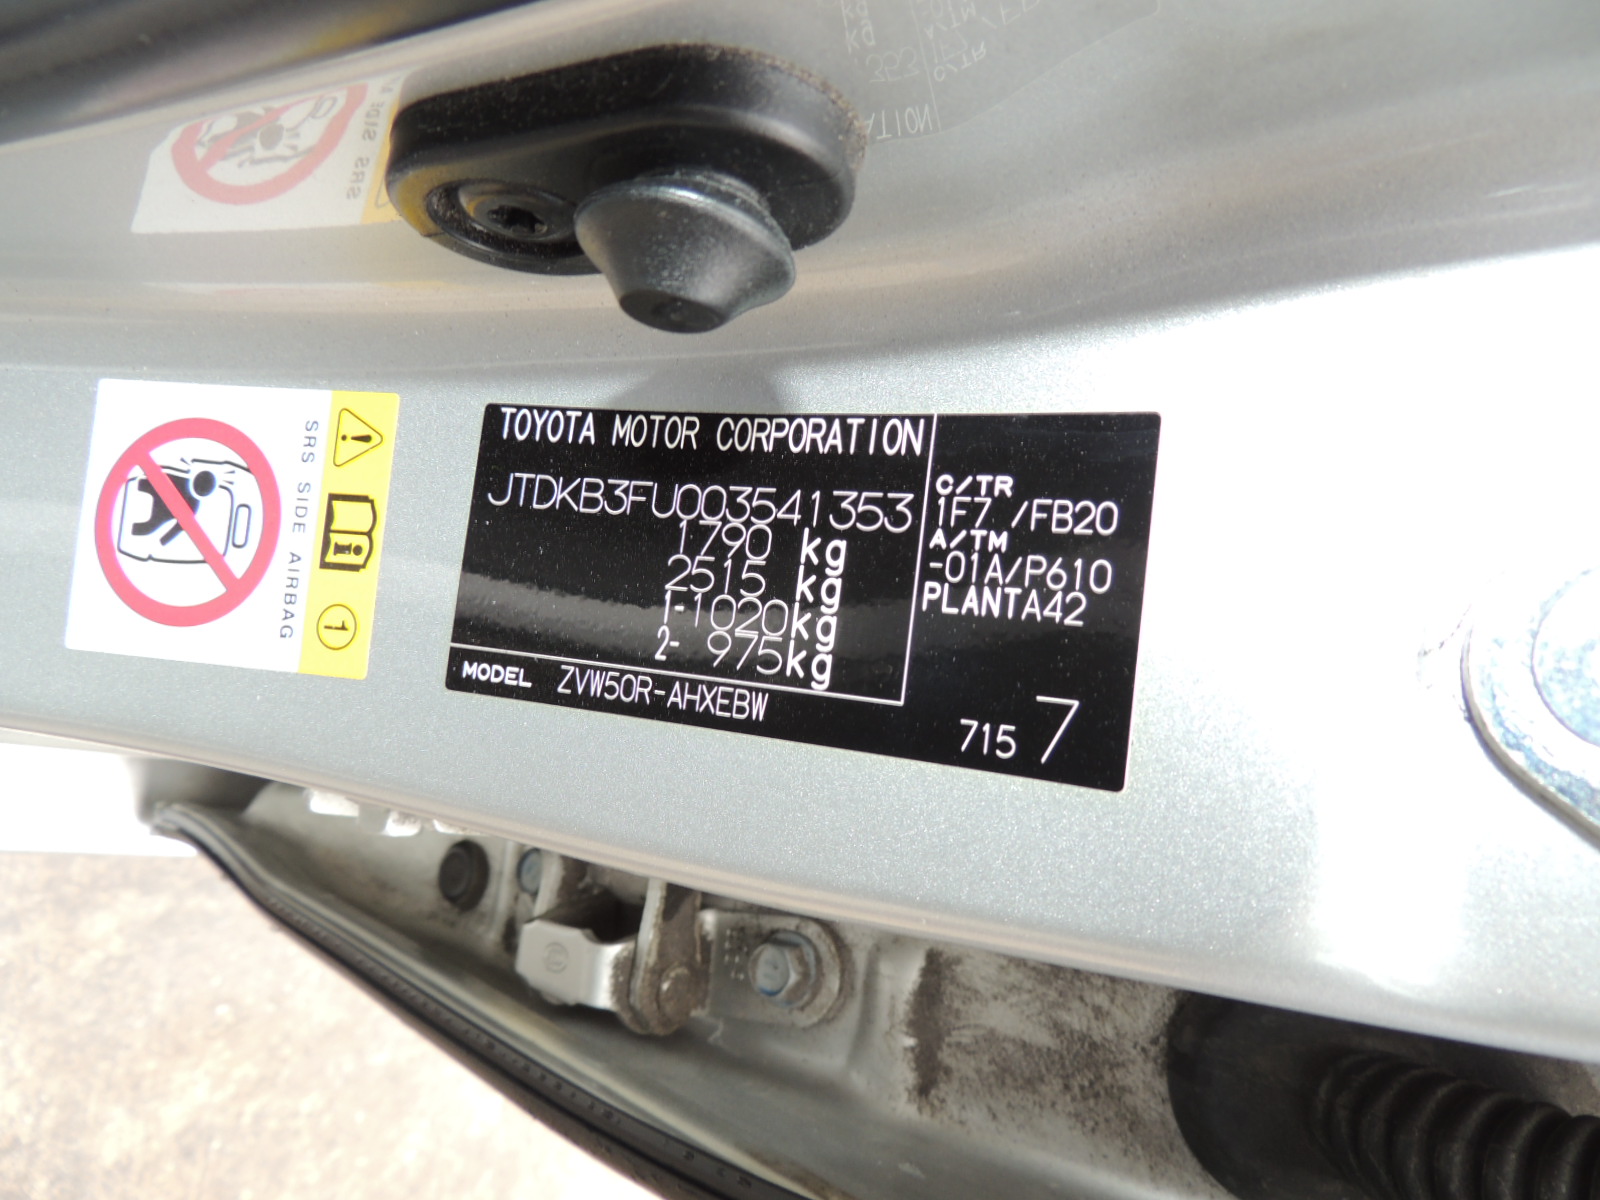 TOYOTA MOTOR CORPORATION
JTDKB3FU003541353
1790 kg
2515 kg
1-1020kg
2- 975kg
MODEL ZVW50R-AHXEBW
C/TR
1F7 /FB20
A/TM
-01A/P610
PLANTA42
715 7
SRS SIDE AIRBAG
1